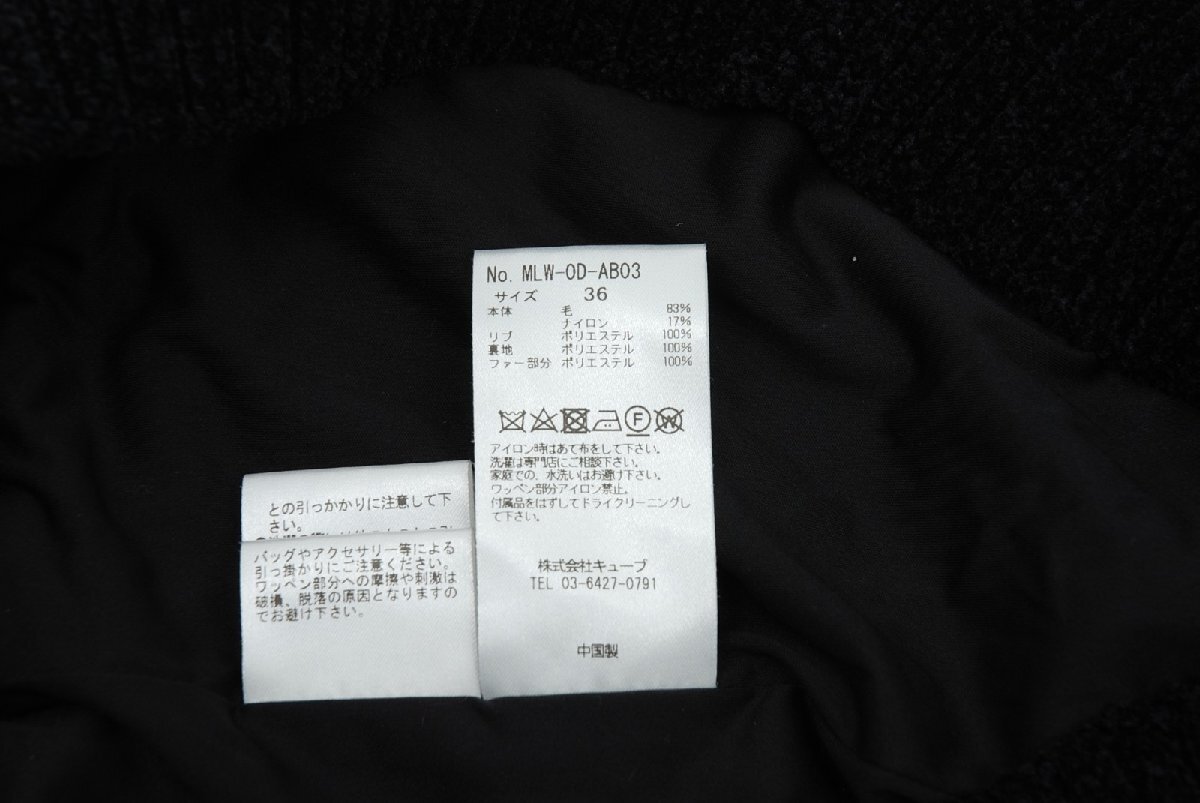 No. MLW-OD-AB03
サイズ 36
本体 毛 83%
ナイロン 17%
リブ ポリエステル 100%
裏地 ポリエステル 100%
ファー部分 ポリエステル 100%
F W
アイロン時はあて布をして下さい。
洗濯は専門店にご相談下さい。
家庭での、水洗いはお避け下さい。
ワッペン部分アイロン禁止。
付属品をはずしてドライクリーニングし
て下さい。
株式会社キューブ
TEL 03-6427-0791
中国製
との引っかかりに注意して下
さい。
バッグやアクセサリー等による
引っ掛かりにご注意ください。
ワッペン部分への摩擦や刺激は
破損、脱落の原因となりますの
でお避け下さい。